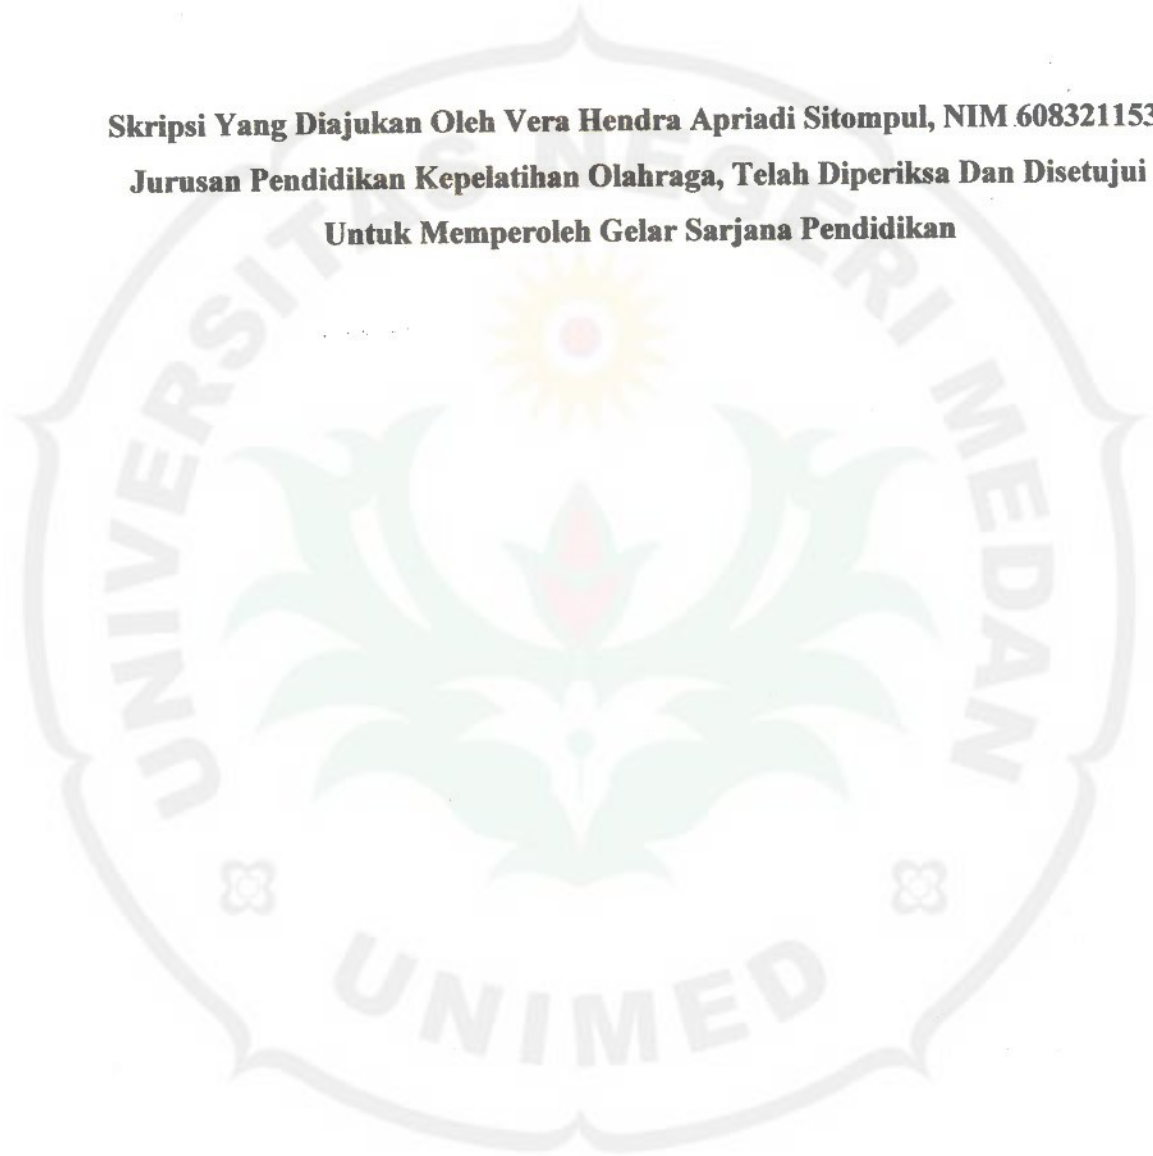 Skripsi Yang Diajukan Oleh Vera Hendra Apriadi Sitompul, NIM 608321153
Jurusan Pendidikan Kepelatihan Olahraga, Telah Diperiksa Dan Disetujui
Untuk Memperoleh Gelar Sarjana Pendidikan
UNIVERSITAS NEGERI MEDAN
UNIMED